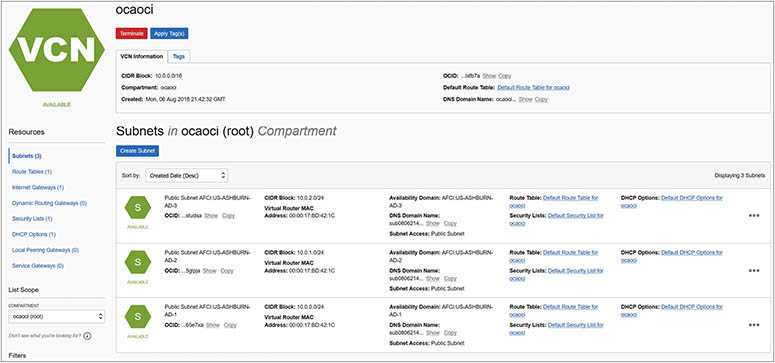 ocaoci
VCN
AVAILABLE
Terminate
Apply Tag(s)
VCN Information
Tags
CIDR Block: 10.0.0.0/16
Compartment: ocaoci
Created: Mon, 06 Aug 2018 21:42:32 GMT
OCID: ...lxfb7a Show Copy
Default Route Table: Default Route Table for ocaoci
DNS Domain Name: ocaoci... Show Copy
Resources
Subnets (3)
Route Tables (1)
Internet Gateways (1)
Dynamic Routing Gateways (0)
Security Lists (1)
DHCP Options (1)
Local Peering Gateways (0)
Service Gateways (0)
List Scope
COMPARTMENT
ocaoci (root)
Don't see what you're looking for?
Filters
Subnets in ocaoci (root) Compartment
Create Subnet
Sort by: Created Date (Desc)
Displaying 3 Subnets
S
AVAILABLE
Public Subnet AFCI:US-ASHBURN-
AD-3
OCID: ...studsa Show Copy
CIDR Block: 10.0.2.0/24
Virtual Router MAC
Address: 00:00:17:BD:42:1C
Availability Domain: AFCI:US-ASHBURN-
AD-3
DNS Domain Name:
sub0806214... Show Copy
Subnet Access: Public Subnet
Route Table: Default Route Table for
ocaoci
Security Lists: Default Security List for
ocaoci
DHCP Options: Default DHCP Options for
ocaoci
S
AVAILABLE
Public Subnet AFCI:US-ASHBURN-
AD-2
OCID: ...5glpja Show Copy
CIDR Block: 10.0.1.0/24
Virtual Router MAC
Address: 00:00:17:BD:42:1C
Availability Domain: AFCI:US-ASHBURN-
AD-2
DNS Domain Name:
sub0806214... Show Copy
Subnet Access: Public Subnet
Route Table: Default Route Table for
ocaoci
Security Lists: Default Security List for
ocaoci
DHCP Options: Default DHCP Options for
ocaoci
S
AVAILABLE
Public Subnet AFCI:US-ASHBURN-
AD-1
OCID: ...65e7xa Show Copy
CIDR Block: 10.0.0.0/24
Virtual Router MAC
Address: 00:00:17:BD:42:1C
Availability Domain: AFCI:US-ASHBURN-
AD-1
DNS Domain Name:
sub0806214... Show Copy
Subnet Access: Public Subnet
Route Table: Default Route Table for
ocaoci
Security Lists: Default Security List for
ocaoci
DHCP Options: Default DHCP Options for
ocaoci